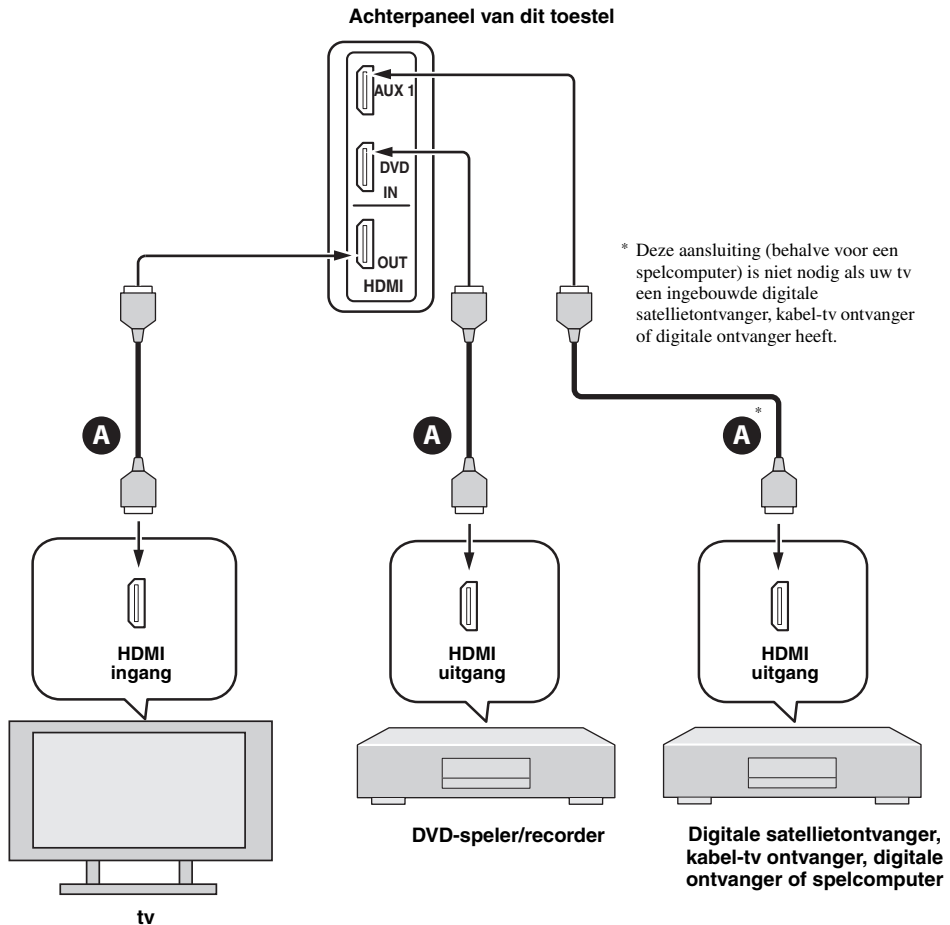 Achterpaneel van dit toestel
AUX 1
DVD
IN
OUT
HDMI
* Deze aansluiting (behalve voor een
spelcomputer) is niet nodig als uw tv
een ingebouwde digitale
satellietontvanger, kabel-tv ontvanger
of digitale ontvanger heeft.
A
A
A *
HDMI
ingang
HDMI
uitgang
HDMI
uitgang
tv
DVD-speler/recorder
Digitale satellietontvanger,
kabel-tv ontvanger, digitale
ontvanger of spelcomputer